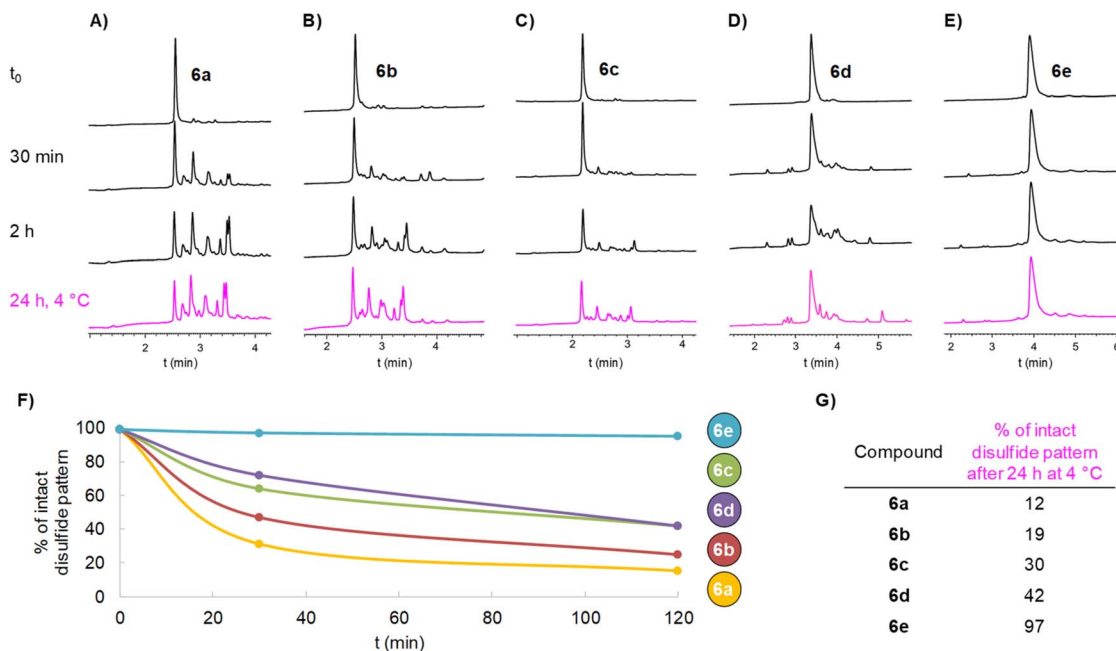 A) B) C) D) E)
t0 6a 6b 6c 6d 6e
30 min
2 h
24 h, 4 °C
2 3 4 2 3 4 1 2 3 4 2 3 4 5 2 3 4 5 6
t (min) t (min) t (min) t (min) t (min)
F)
% of intact
disulfide pattern
100
80
60
40
20
0
0 20 40 60 80 100 120
t (min)
6e
6c
6d
6b
6a
G)
Compound
% of intact
disulfide pattern
after 24 h at 4 °C
6a 12
6b 19
6c 30
6d 42
6e 97